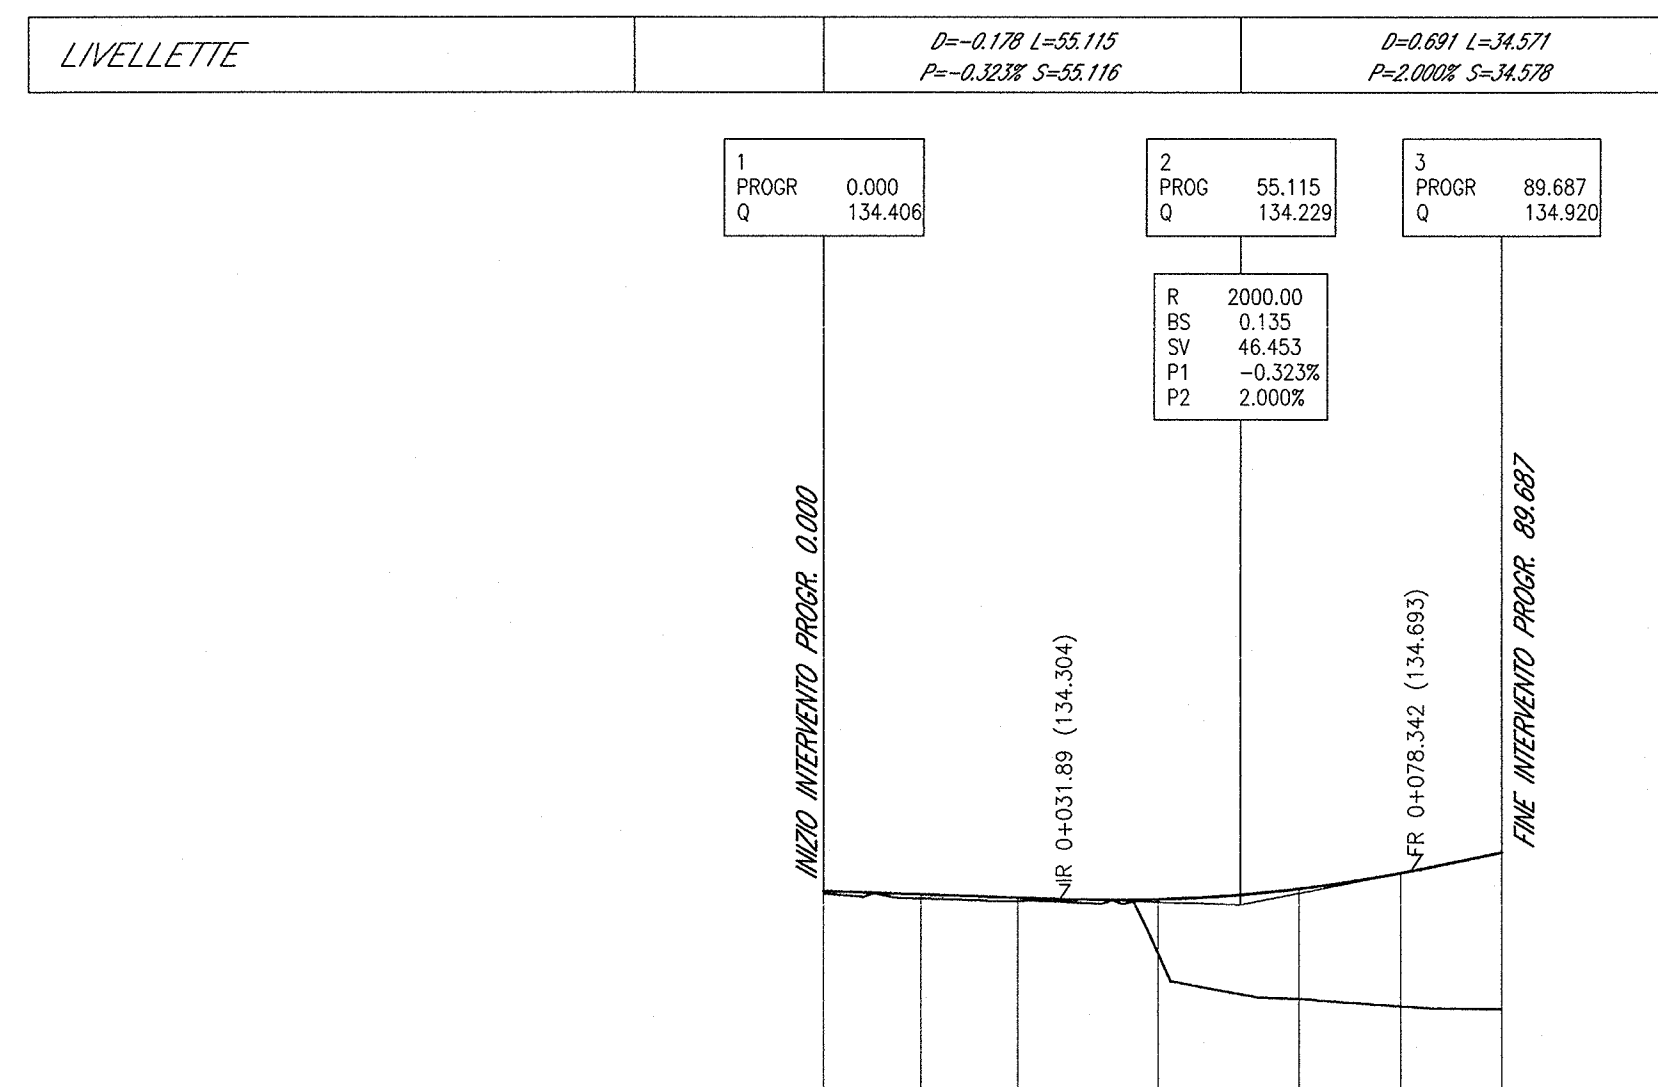 LIVELLETTE
D=-0.178 L=55.115
P=-0.323% S=55.116
D=0.691 L=34.571
P=2.000% S=34.578
1
PROGR 0.000
Q 134.406
2
PROG 55.115
Q 134.229
3
PROGR 89.687
Q 134.920
R 2000.00
BS 0.135
SV 46.453
P1 -0.323%
P2 2.000%
INIZIO INTERVENTO PROGR. 0.000
IR 0+031.89 (134.304)
FR 0+078.342 (134.693)
FINE INTERVENTO PROGR. 89.687